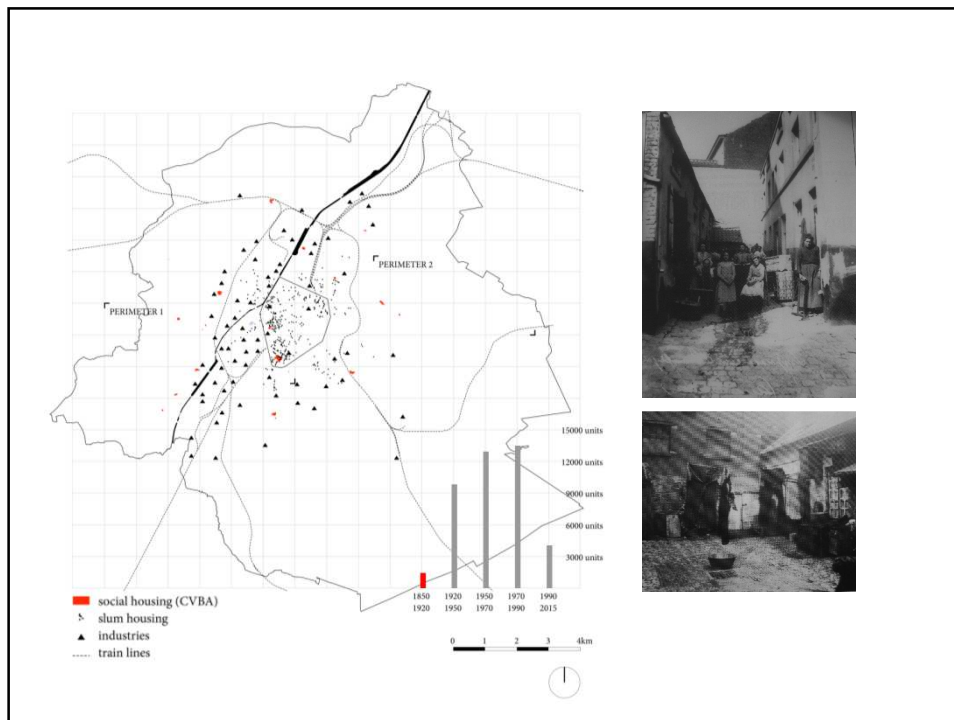 PERIMETER 2
PERIMETER 1
15000 units
12000 units
9000 units
6000 units
3000 units
1850 1920 1950 1970 1990
1920 1950 1970 1990 2015
social housing (CVBA)
slum housing
industries
train lines
0 1 2 3 4km